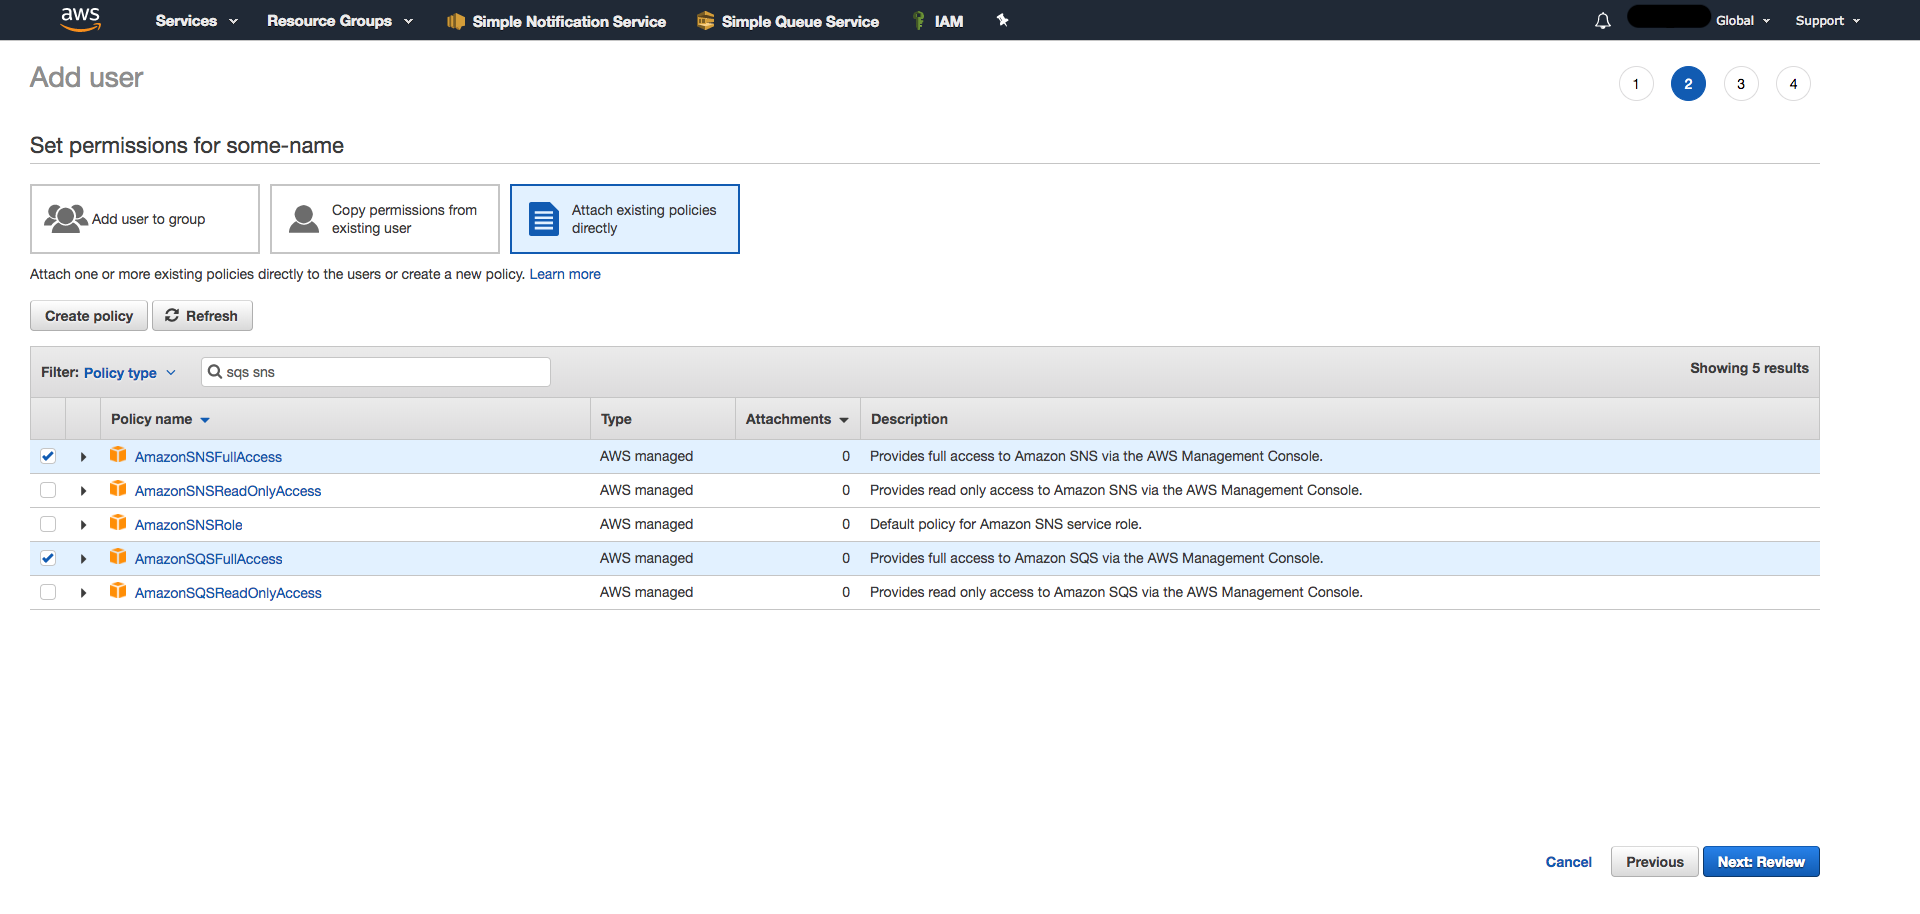 aws Services Resource Groups Simple Notification Service Simple Queue Service IAM Global Support
Add user
1 2 3 4
Set permissions for some-name
Add user to group
Copy permissions from
existing user
Attach existing policies
directly
Attach one or more existing policies directly to the users or create a new policy. Learn more
Create policy Refresh
Filter: Policy type sqs sns Showing 5 results
Policy name Type Attachments Description
AmazonSNSFullAccess AWS managed 0 Provides full access to Amazon SNS via the AWS Management Console.
AmazonSNSReadOnlyAccess AWS managed 0 Provides read only access to Amazon SNS via the AWS Management Console.
AmazonSNSRole AWS managed 0 Default policy for Amazon SNS service role.
AmazonSQSFullAccess AWS managed 0 Provides full access to Amazon SQS via the AWS Management Console.
AmazonSQSReadOnlyAccess AWS managed 0 Provides read only access to Amazon SQS via the AWS Management Console.
Cancel Previous Next: Review